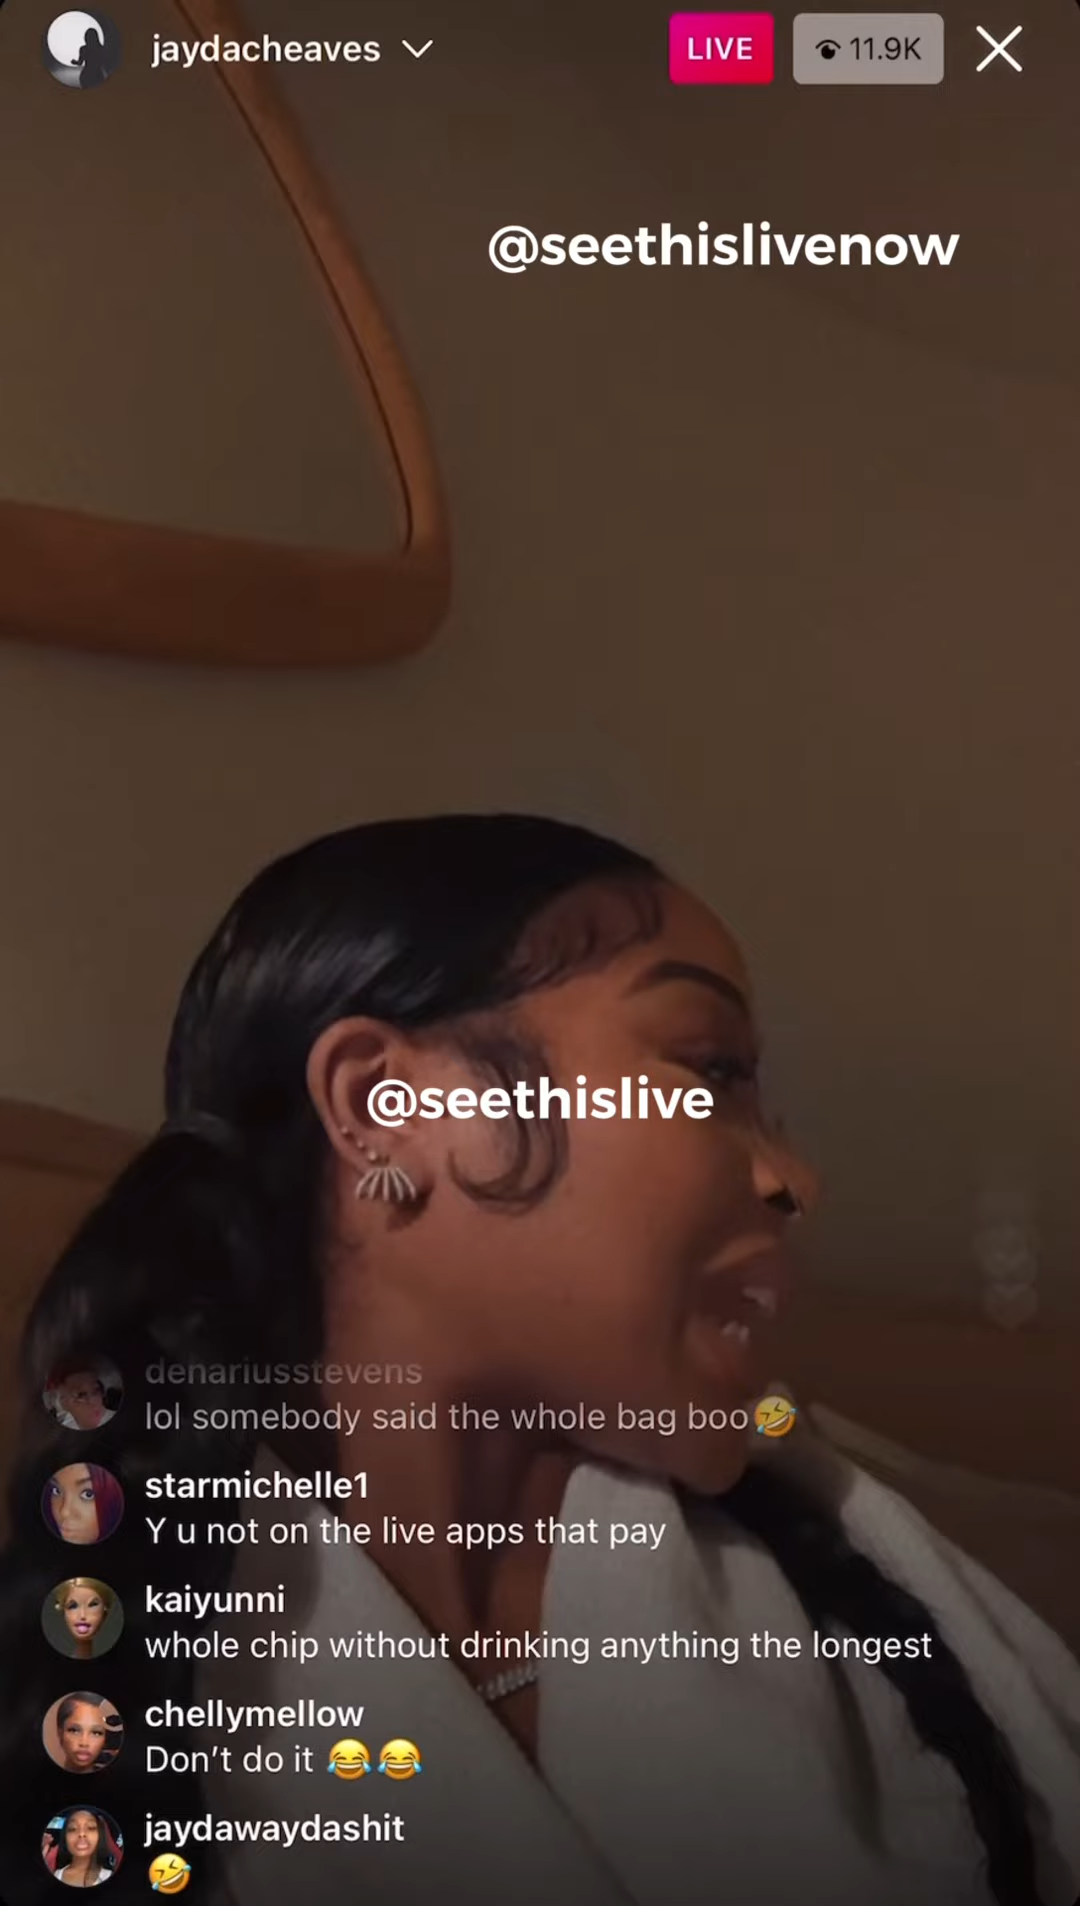 jaydacheaves
LIVE
11.9K
@seethislivenow
@seethislive
denariusstevens
lol somebody said the whole bag boo🤣
starmichelle1
Y u not on the live apps that pay
kaiyunni
whole chip without drinking anything the longest
chellymellow
Don’t do it 😂😂
jaydawaydashit
🤣